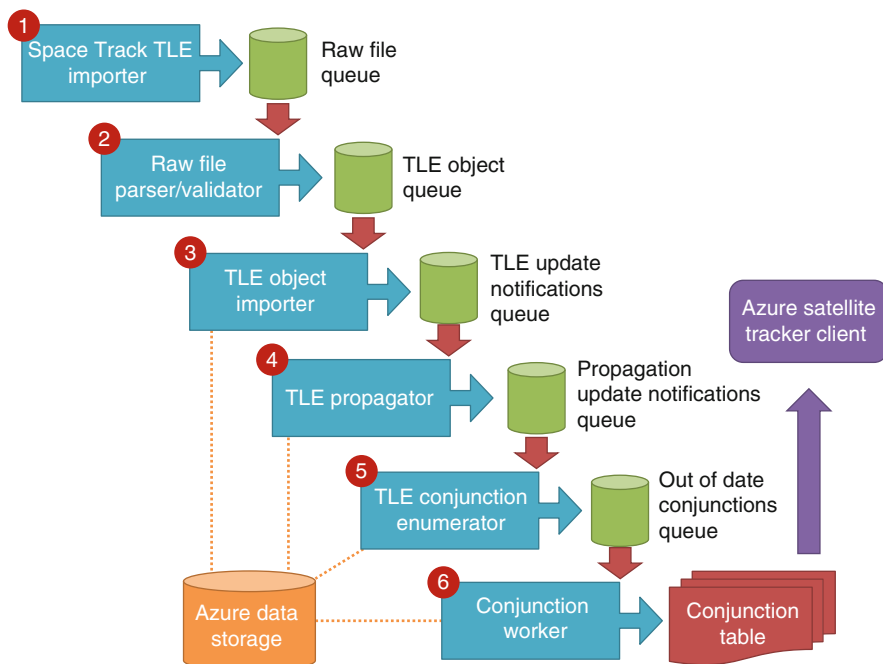 1
Space Track TLE
importer
Raw file
queue
2
Raw file
parser/validator
TLE object
queue
3
TLE object
importer
TLE update
notifications
queue
Azure satellite
tracker client
4
TLE propagator
Propagation
update notifications
queue
5
TLE conjunction
enumerator
Out of date
conjunctions
queue
6
Conjunction
worker
Conjunction
table
Azure data
storage